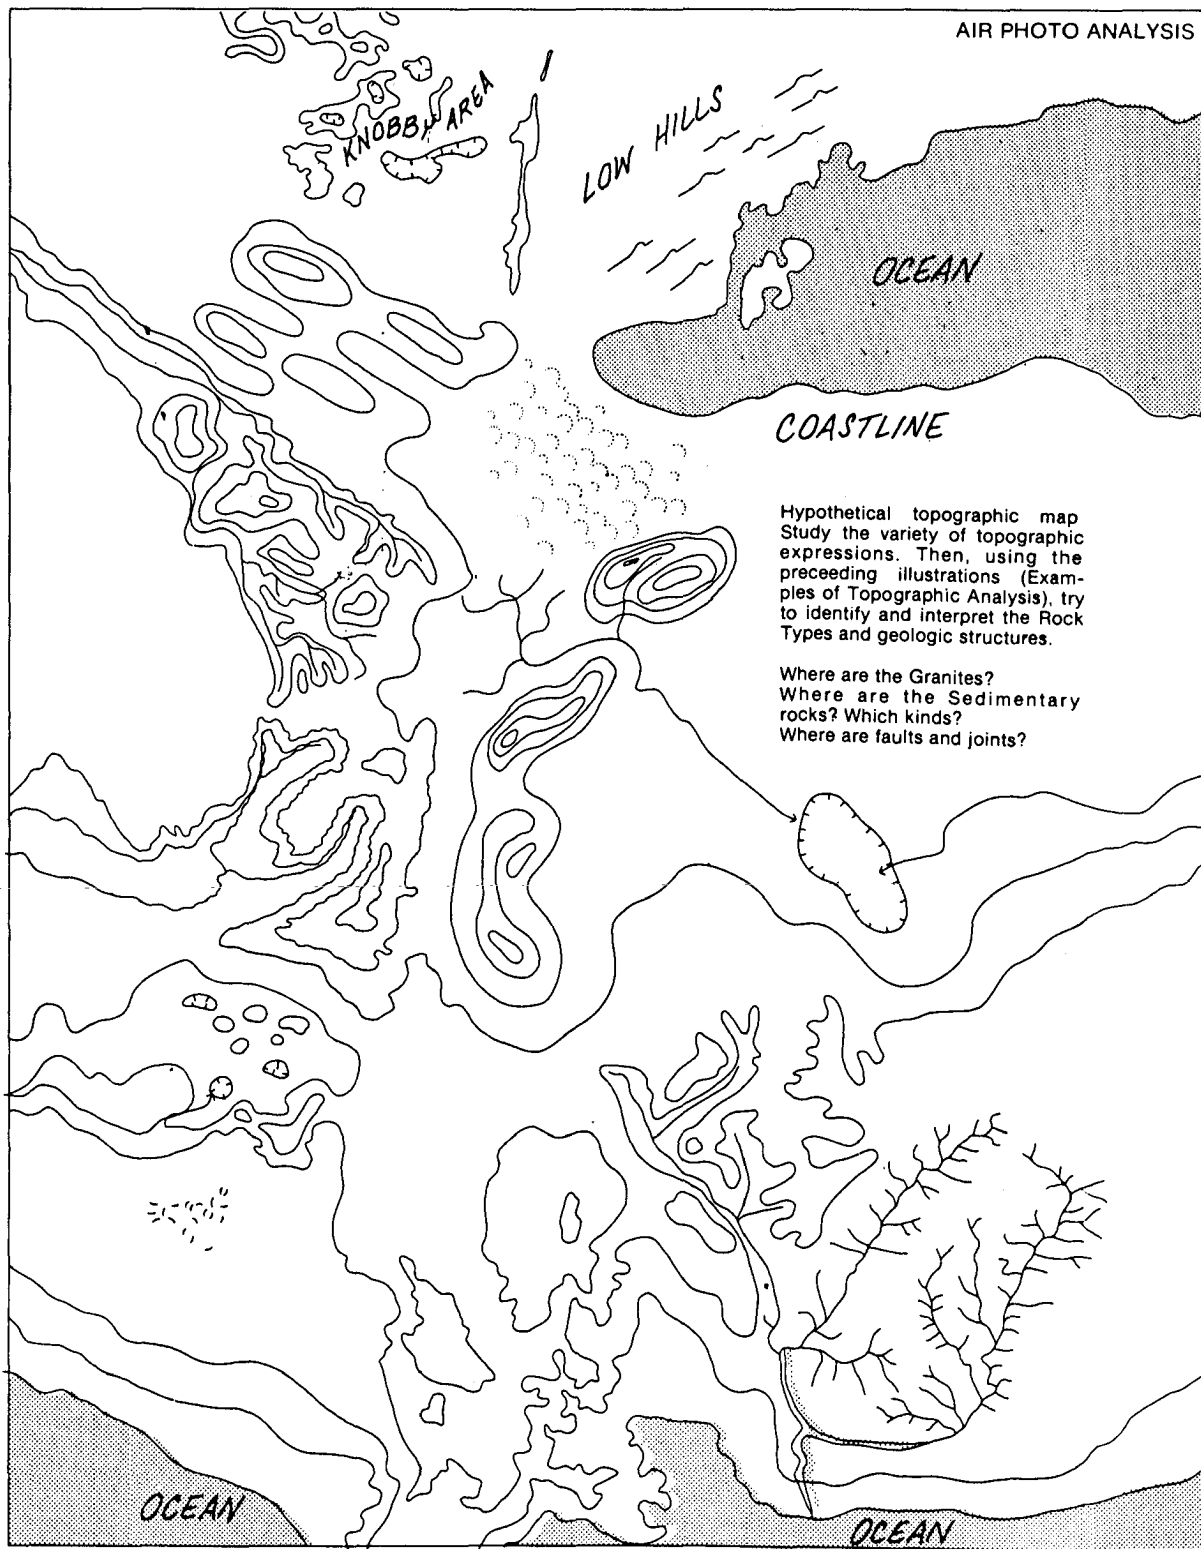 AIR PHOTO ANALYSIS
KNOBBY AREA
LOW HILLS
OCEAN
COASTLINE
Hypothetical topographic map
Study the variety of topographic
expressions. Then, using the
preceeding illustrations (Exam-
ples of Topographic Analysis), try
to identify and interpret the Rock
Types and geologic structures.
Where are the Granites?
Where are the Sedimentary
rocks? Which kinds?
Where are faults and joints?
OCEAN
OCEAN